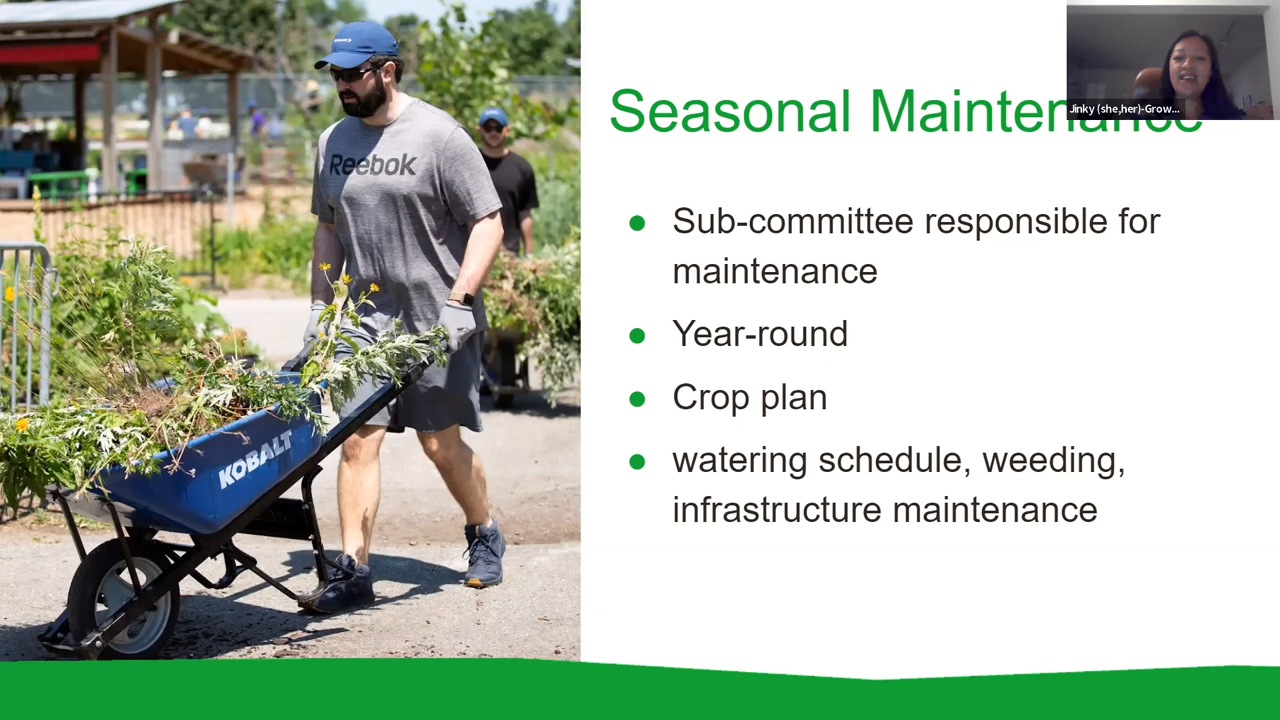 Seasonal Maintenance
Jinky (she,her)-Grow...
Sub-committee responsible for
maintenance
Year-round
Crop plan
watering schedule, weeding,
infrastructure maintenance
Reebok
KOBALT